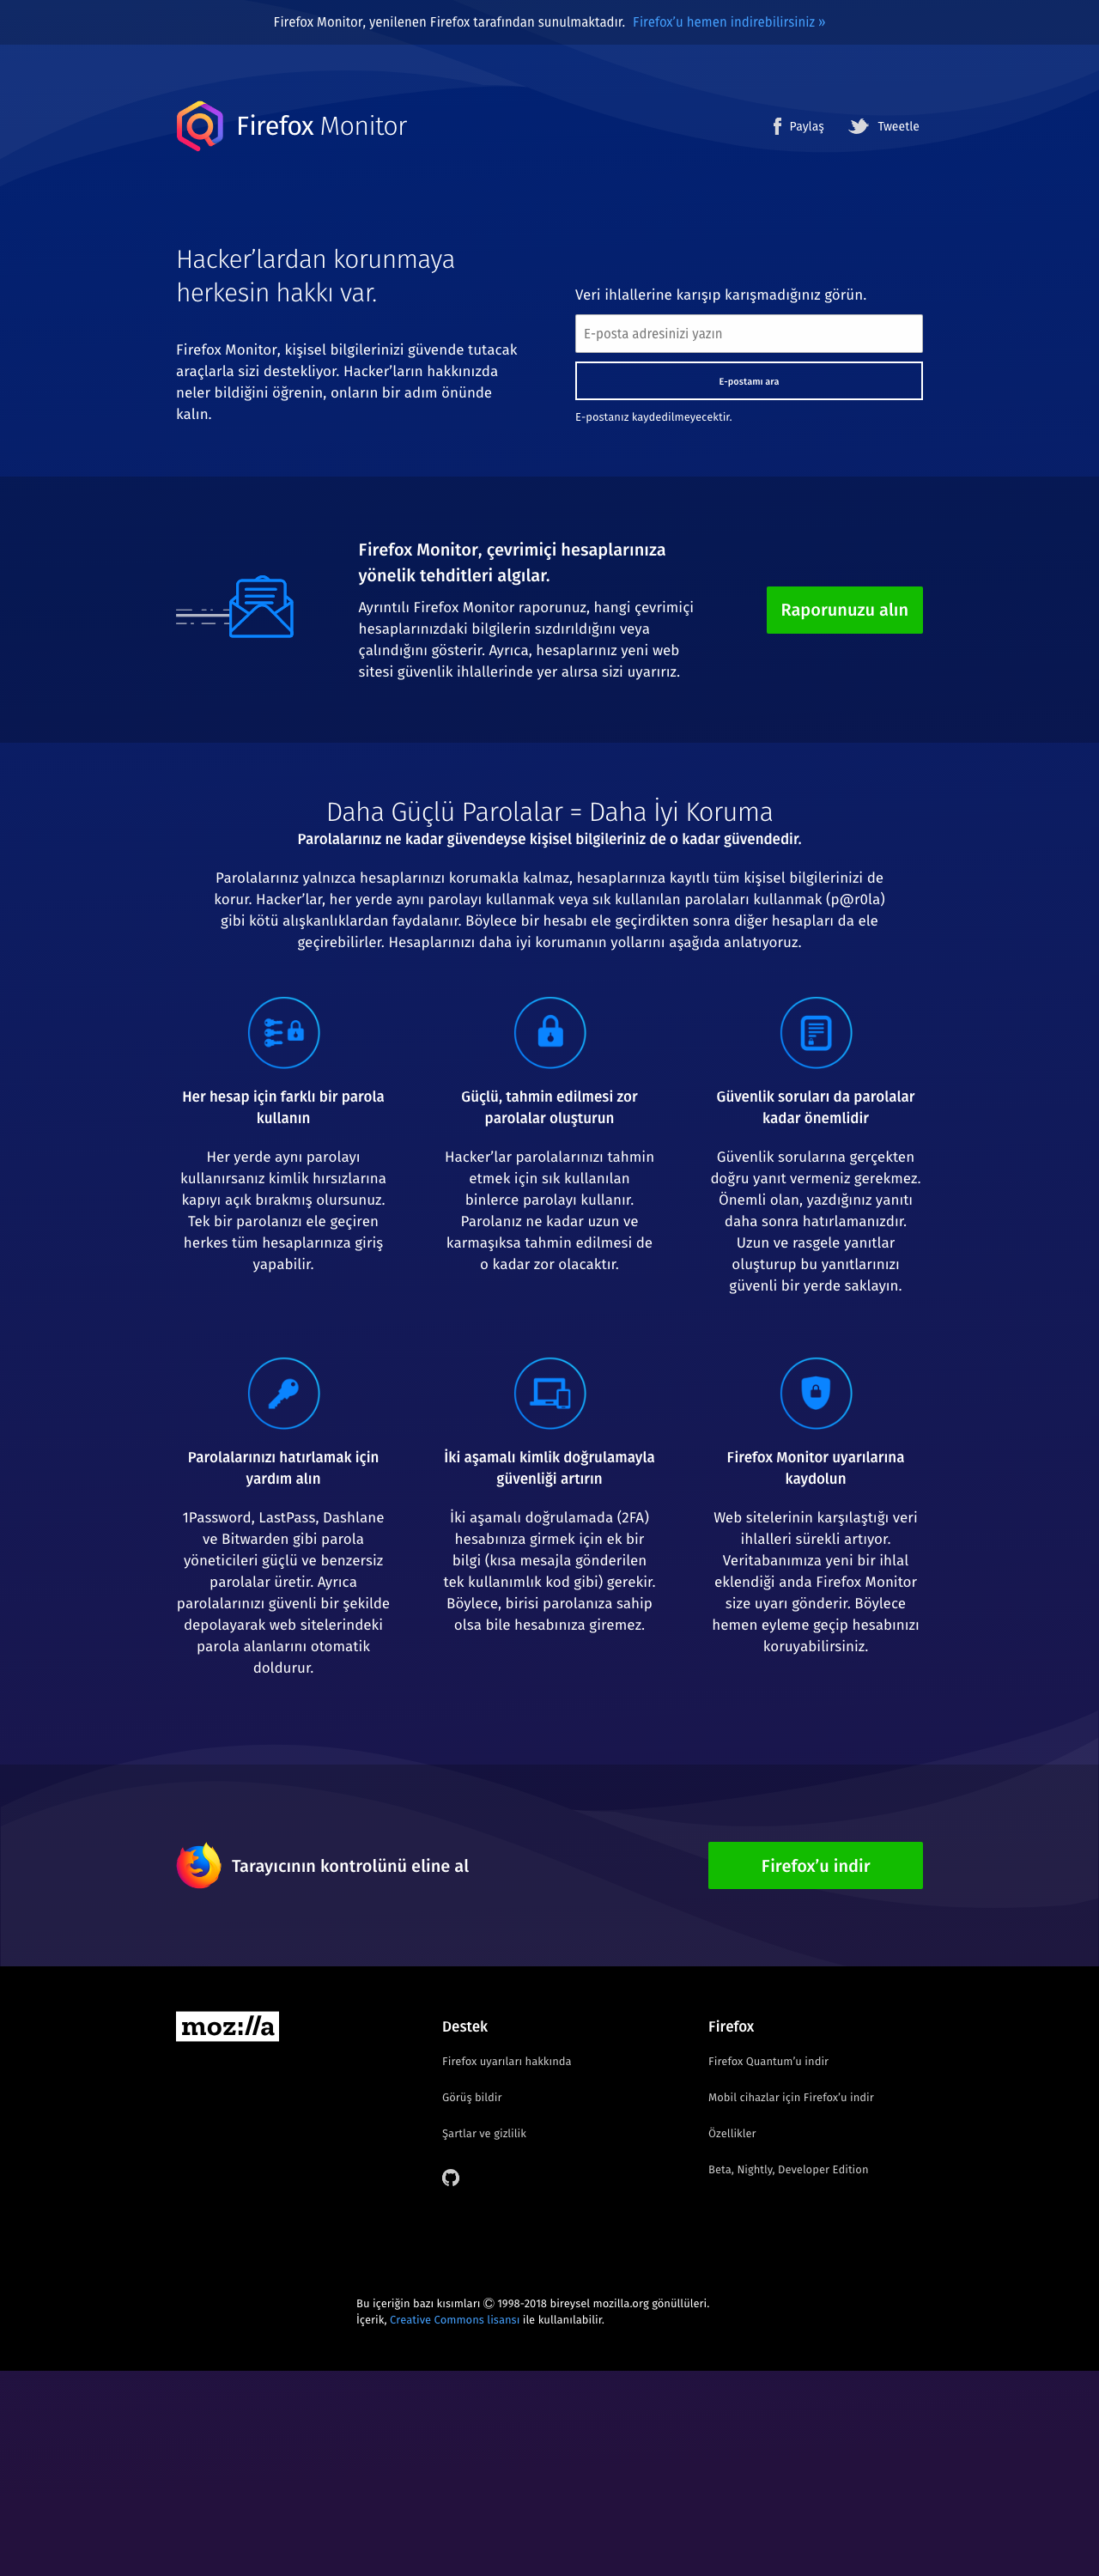 Firefox Monitor, yenilenen Firefox tarafından sunulmaktadır. Firefox’u hemen indirebilirsiniz »
Firefox Monitor
Paylaş
Tweetle
Hacker’lardan korunmaya
herkesin hakkı var.
Firefox Monitor, kişisel bilgilerinizi güvende tutacak
araçlarla sizi destekliyor. Hacker’ların hakkınızda
neler bildiğini öğrenin, onların bir adım önünde
kalın.
Veri ihlallerine karışıp karışmadığınız görün.
E-posta adresinizi yazın
E-postamı ara
E-postanız kaydedilmeyecektir.
Firefox Monitor, çevrimiçi hesaplarınıza
yönelik tehditleri algılar.
Ayrıntılı Firefox Monitor raporunuz, hangi çevrimiçi
hesaplarınızdaki bilgilerin sızdırıldığını veya
çalındığını gösterir. Ayrıca, hesaplarınız yeni web
sitesi güvenlik ihlallerinde yer alırsa sizi uyarırız.
Raporunuzu alın
Daha Güçlü Parolalar = Daha İyi Koruma
Parolalarınız ne kadar güvendeyse kişisel bilgileriniz de o kadar güvendedir.
Parolalarınız yalnızca hesaplarınızı korumakla kalmaz, hesaplarınıza kayıtlı tüm kişisel bilgilerinizi de
korur. Hacker’lar, her yerde aynı parolayı kullanmak veya sık kullanılan parolaları kullanmak (p@r0la)
gibi kötü alışkanlıklardan faydalanır. Böylece bir hesabı ele geçirdikten sonra diğer hesapları da ele
geçirebilirler. Hesaplarınızı daha iyi korumanın yollarını aşağıda anlatıyoruz.
Her hesap için farklı bir parola
kullanın
Her yerde aynı parolayı
kullanırsanız kimlik hırsızlarına
kapıyı açık bırakmış olursunuz.
Tek bir parolanızı ele geçiren
herkes tüm hesaplarınıza giriş
yapabilir.
Güçlü, tahmin edilmesi zor
parolalar oluşturun
Hacker’lar parolalarınızı tahmin
etmek için sık kullanılan
binlerce parolayı kullanır.
Parolanız ne kadar uzun ve
karmaşıksa tahmin edilmesi de
o kadar zor olacaktır.
Güvenlik soruları da parolalar
kadar önemlidir
Güvenlik sorularına gerçekten
doğru yanıt vermeniz gerekmez.
Önemli olan, yazdığınız yanıtı
daha sonra hatırlamanızdır.
Uzun ve rasgele yanıtlar
oluşturup bu yanıtlarınızı
güvenli bir yerde saklayın.
Parolalarınızı hatırlamak için
yardım alın
1Password, LastPass, Dashlane
ve Bitwarden gibi parola
yöneticileri güçlü ve benzersiz
parolalar üretir. Ayrıca
parolalarınızı güvenli bir şekilde
depolayarak web sitelerindeki
parola alanlarını otomatik
doldurur.
İki aşamalı kimlik doğrulamayla
güvenliği artırın
İki aşamalı doğrulamada (2FA)
hesabınıza girmek için ek bir
bilgi (kısa mesajla gönderilen
tek kullanımlık kod gibi) gerekir.
Böylece, birisi parolanıza sahip
olsa bile hesabınıza giremez.
Firefox Monitor uyarılarına
kaydolun
Web sitelerinin karşılaştığı veri
ihlalleri sürekli artıyor.
Veritabanımıza yeni bir ihlal
eklendiği anda Firefox Monitor
size uyarı gönderir. Böylece
hemen eyleme geçip hesabınızı
koruyabilirsiniz.
Tarayıcının kontrolünü eline al
Firefox’u indir
moz://a
Destek
Firefox uyarıları hakkında
Görüş bildir
Şartlar ve gizlilik
Firefox
Firefox Quantum’u indir
Mobil cihazlar için Firefox’u indir
Özellikler
Beta, Nightly, Developer Edition
Bu içeriğin bazı kısımları © 1998-2018 bireysel mozilla.org gönüllüleri.
İçerik, Creative Commons lisansı ile kullanılabilir.